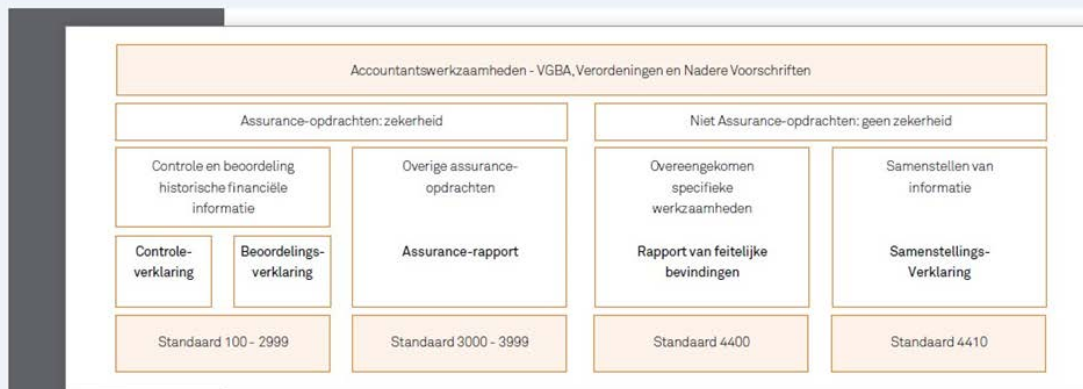 Accountantswerkzaamheden - VGBA, Verordeningen en Nadere Voorschriften
Assurance-opdrachten: zekerheid
Niet Assurance-opdrachten: geen zekerheid
Controle en beoordeling
historische financiële
informatie
Overige assurance-
opdrachten
Overeengekomen
specifieke
werkzaamheden
Samenstellen van
informatie
Controle-
verklaring
Beoordelings-
verklaring
Assurance-rapport
Rapport van feitelijke
bevindingen
Samenstellings-
Verklaring
Standaard 100 - 2999
Standaard 3000 - 3999
Standaard 4400
Standaard 4410